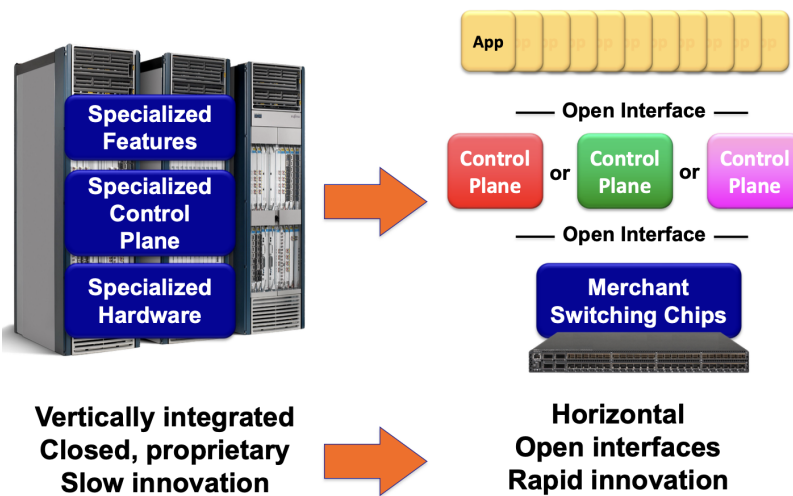 App
Specialized
Features
Specialized
Control
Plane
Specialized
Hardware
Open Interface
Control
Plane
or
Control
Plane
or
Control
Plane
Open Interface
Merchant
Switching Chips
Vertically integrated
Closed, proprietary
Slow innovation
Horizontal
Open interfaces
Rapid innovation